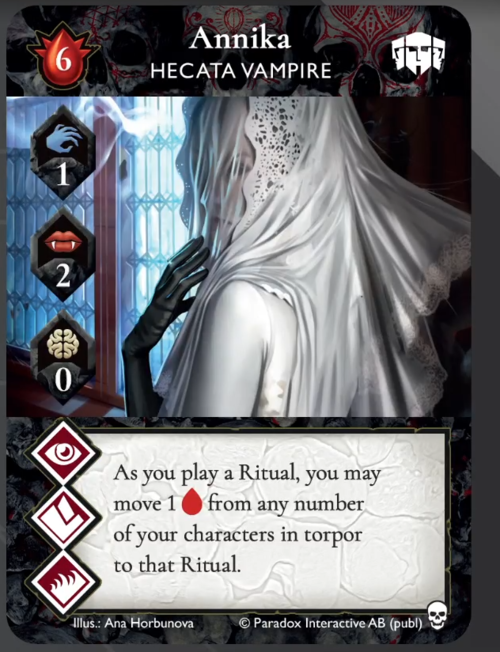 6
Annika
HECATA VAMPIRE
1
2
0
As you play a Ritual, you may
move 1 from any number
of your characters in torpor
to that Ritual.
Illus.: Ana Horbunova
© Paradox Interactive AB (publ)